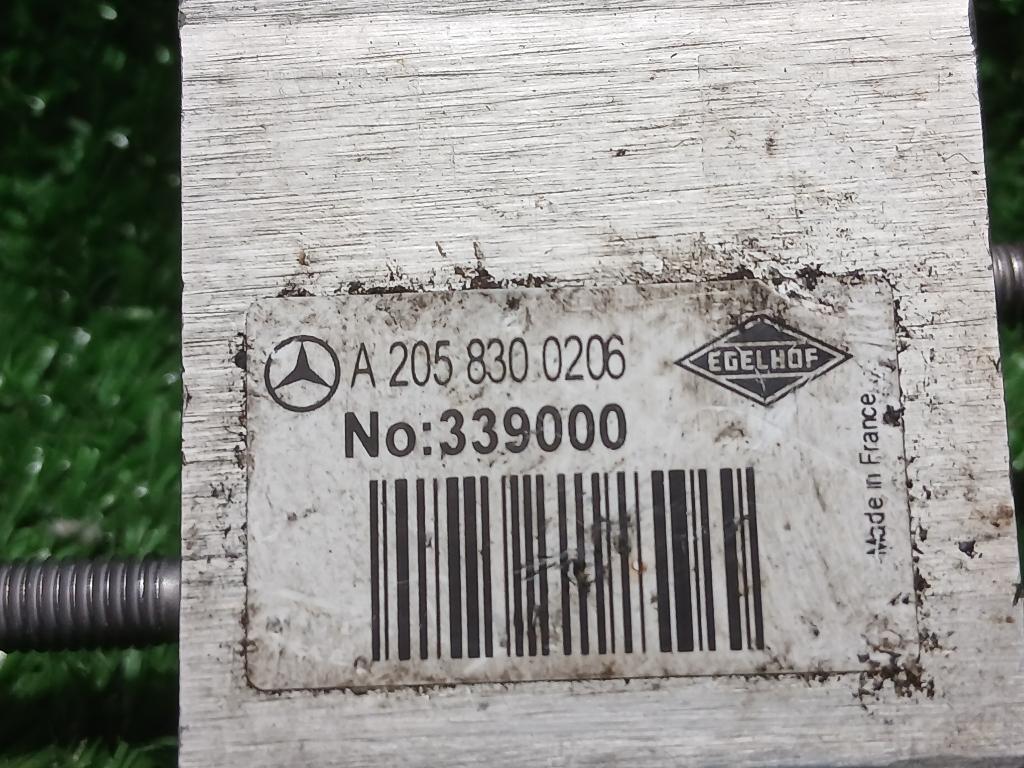 A 205 830 0206
EGELHOF
No:339000
Made in France